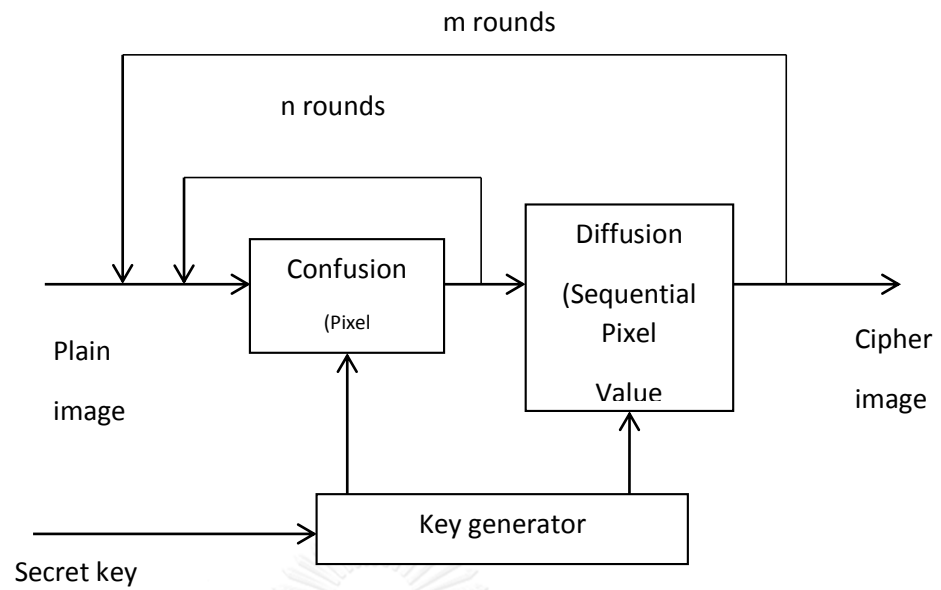 m rounds
n rounds
Confusion
(Pixel
Diffusion
(Sequential
Pixel
Value
Plain
image
Cipher
image
Key generator
Secret key